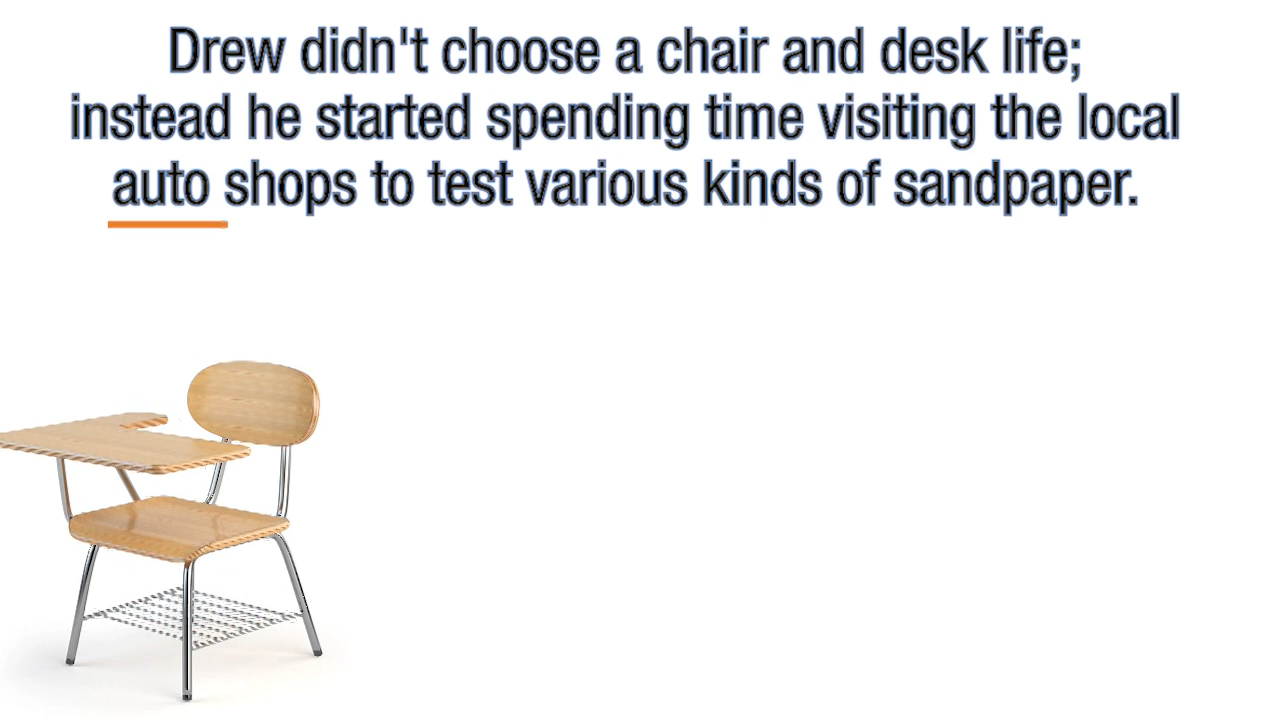 Drew didn't choose a chair and desk life;
instead he started spending time visiting the local
auto shops to test various kinds of sandpaper.